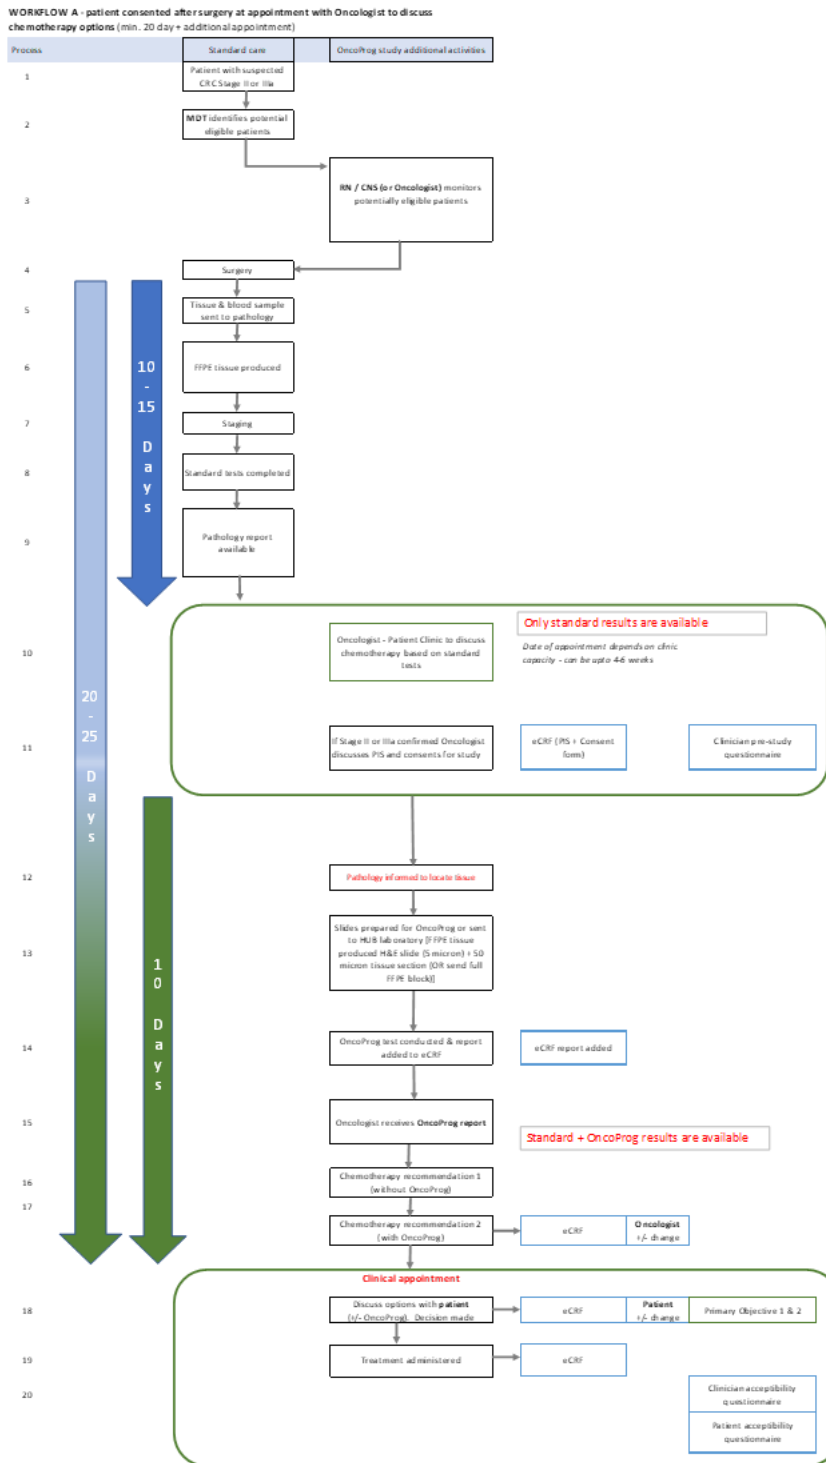 WORKFLOW A - patient consented after surgery at appointment with Oncologist to discuss
chemotherapy options (min. 20 day + additional appointment)
Process
Standard care
OncoProg study additional activities
1
Patient with suspected
CRC Stage II or IIIa
2
MDT identifies potential
eligible patients
3
RN / CNS (or Oncologist) monitors
potentially eligible patients
4
Surgery
5
Tissue & blood sample
sent to pathology
6
FFPE tissue produced
7
Staging
8
Standard tests completed
9
Pathology report
available
10
-
15
D
a
y
s
20
-
25
D
a
y
s
10
Oncologist - Patient Clinic to discuss
chemotherapy based on standard
tests
Only standard results are available
Date of appointment depends on clinic
capacity - can be upto 4-6 weeks
11
If Stage II or IIIa confirmed Oncologist
discusses PIS and consents for study
eCRF (PIS + Consent
form)
Clinician pre-study
questionnaire
1
0
D
a
y
s
12
Pathology informed to locate tissue
13
Slides prepared for OncoProg or sent
to HUB laboratory [FFPE tissue
produced H&E slide (5 micron) + 50
micron tissue section (OR send full
FFPE block)]
14
OncoProg test conducted & report
added to eCRF
eCRF report added
15
Oncologist receives OncoProg report
Standard + OncoProg results are available
16
Chemotherapy recommendation 1
(without OncoProg)
17
Chemotherapy recommendation 2
(with OncoProg)
eCRF
Oncologist
+/- change
Clinical appointment
18
Discuss options with patient
(+/- OncoProg). Decision made
eCRF
Patient
+/- change
Primary Objective 1 & 2
19
Treatment administered
eCRF
20
Clinician acceptibility
questionnaire
Patient acceptibility
questionnaire